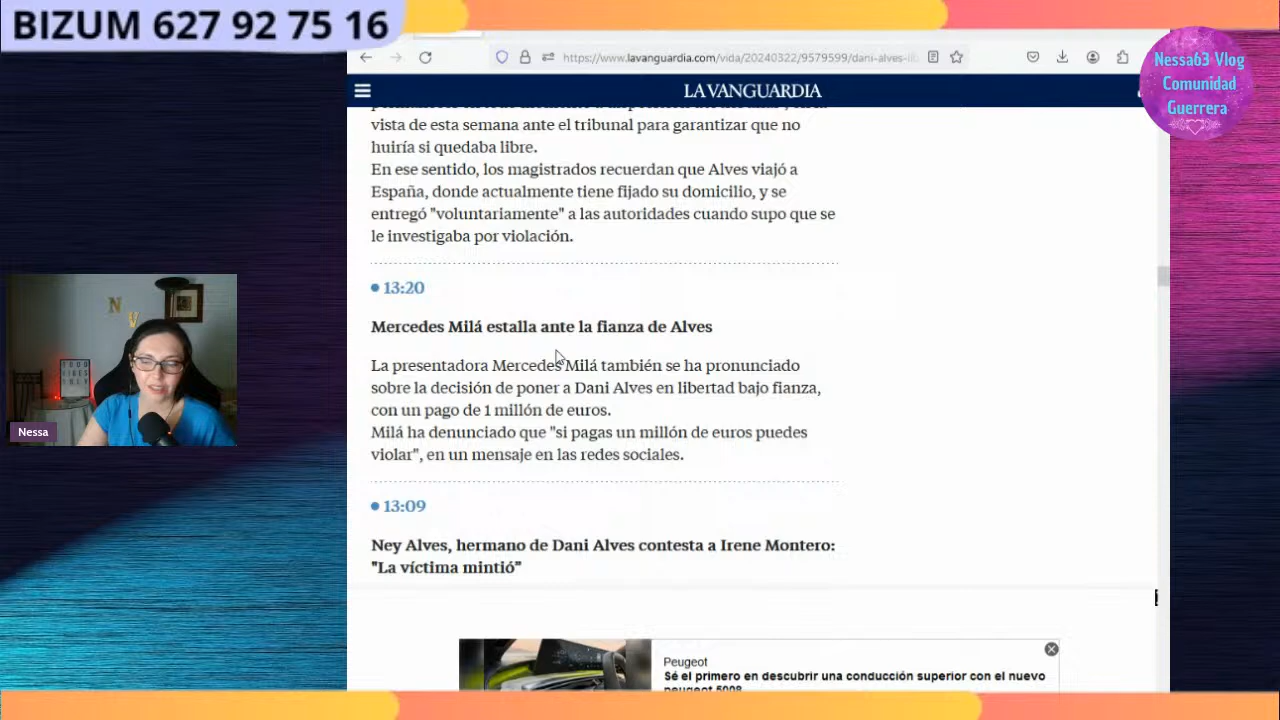 BIZUM 627 92 75 16
https://www.lavanguardia.com/vida/20240322/9579599/dani-alves-lib
LA VANGUARDIA
Nessa63 Vlog
Comunidad
Guerrera
vista de esta semana ante el tribunal para garantizar que no
huiría si quedaba libre.
En ese sentido, los magistrados recuerdan que Alves viajó a
España, donde actualmente tiene fijado su domicilio, y se
entregó "voluntariamente" a las autoridades cuando supo que se
le investigaba por violación.
13:20
Mercedes Milá estalla ante la fianza de Alves
La presentadora Mercedes Milá también se ha pronunciado
sobre la decisión de poner a Dani Alves en libertad bajo fianza,
con un pago de 1 millón de euros.
Milá ha denunciado que "si pagas un millón de euros puedes
violar", en un mensaje en las redes sociales.
13:09
Ney Alves, hermano de Dani Alves contesta a Irene Montero:
"La víctima mintió”
N
V
GOOD
VIBES
ONLY
Nessa
Peugeot
Sé el primero en descubrir una conducción superior con el nuevo
peugeot 5008